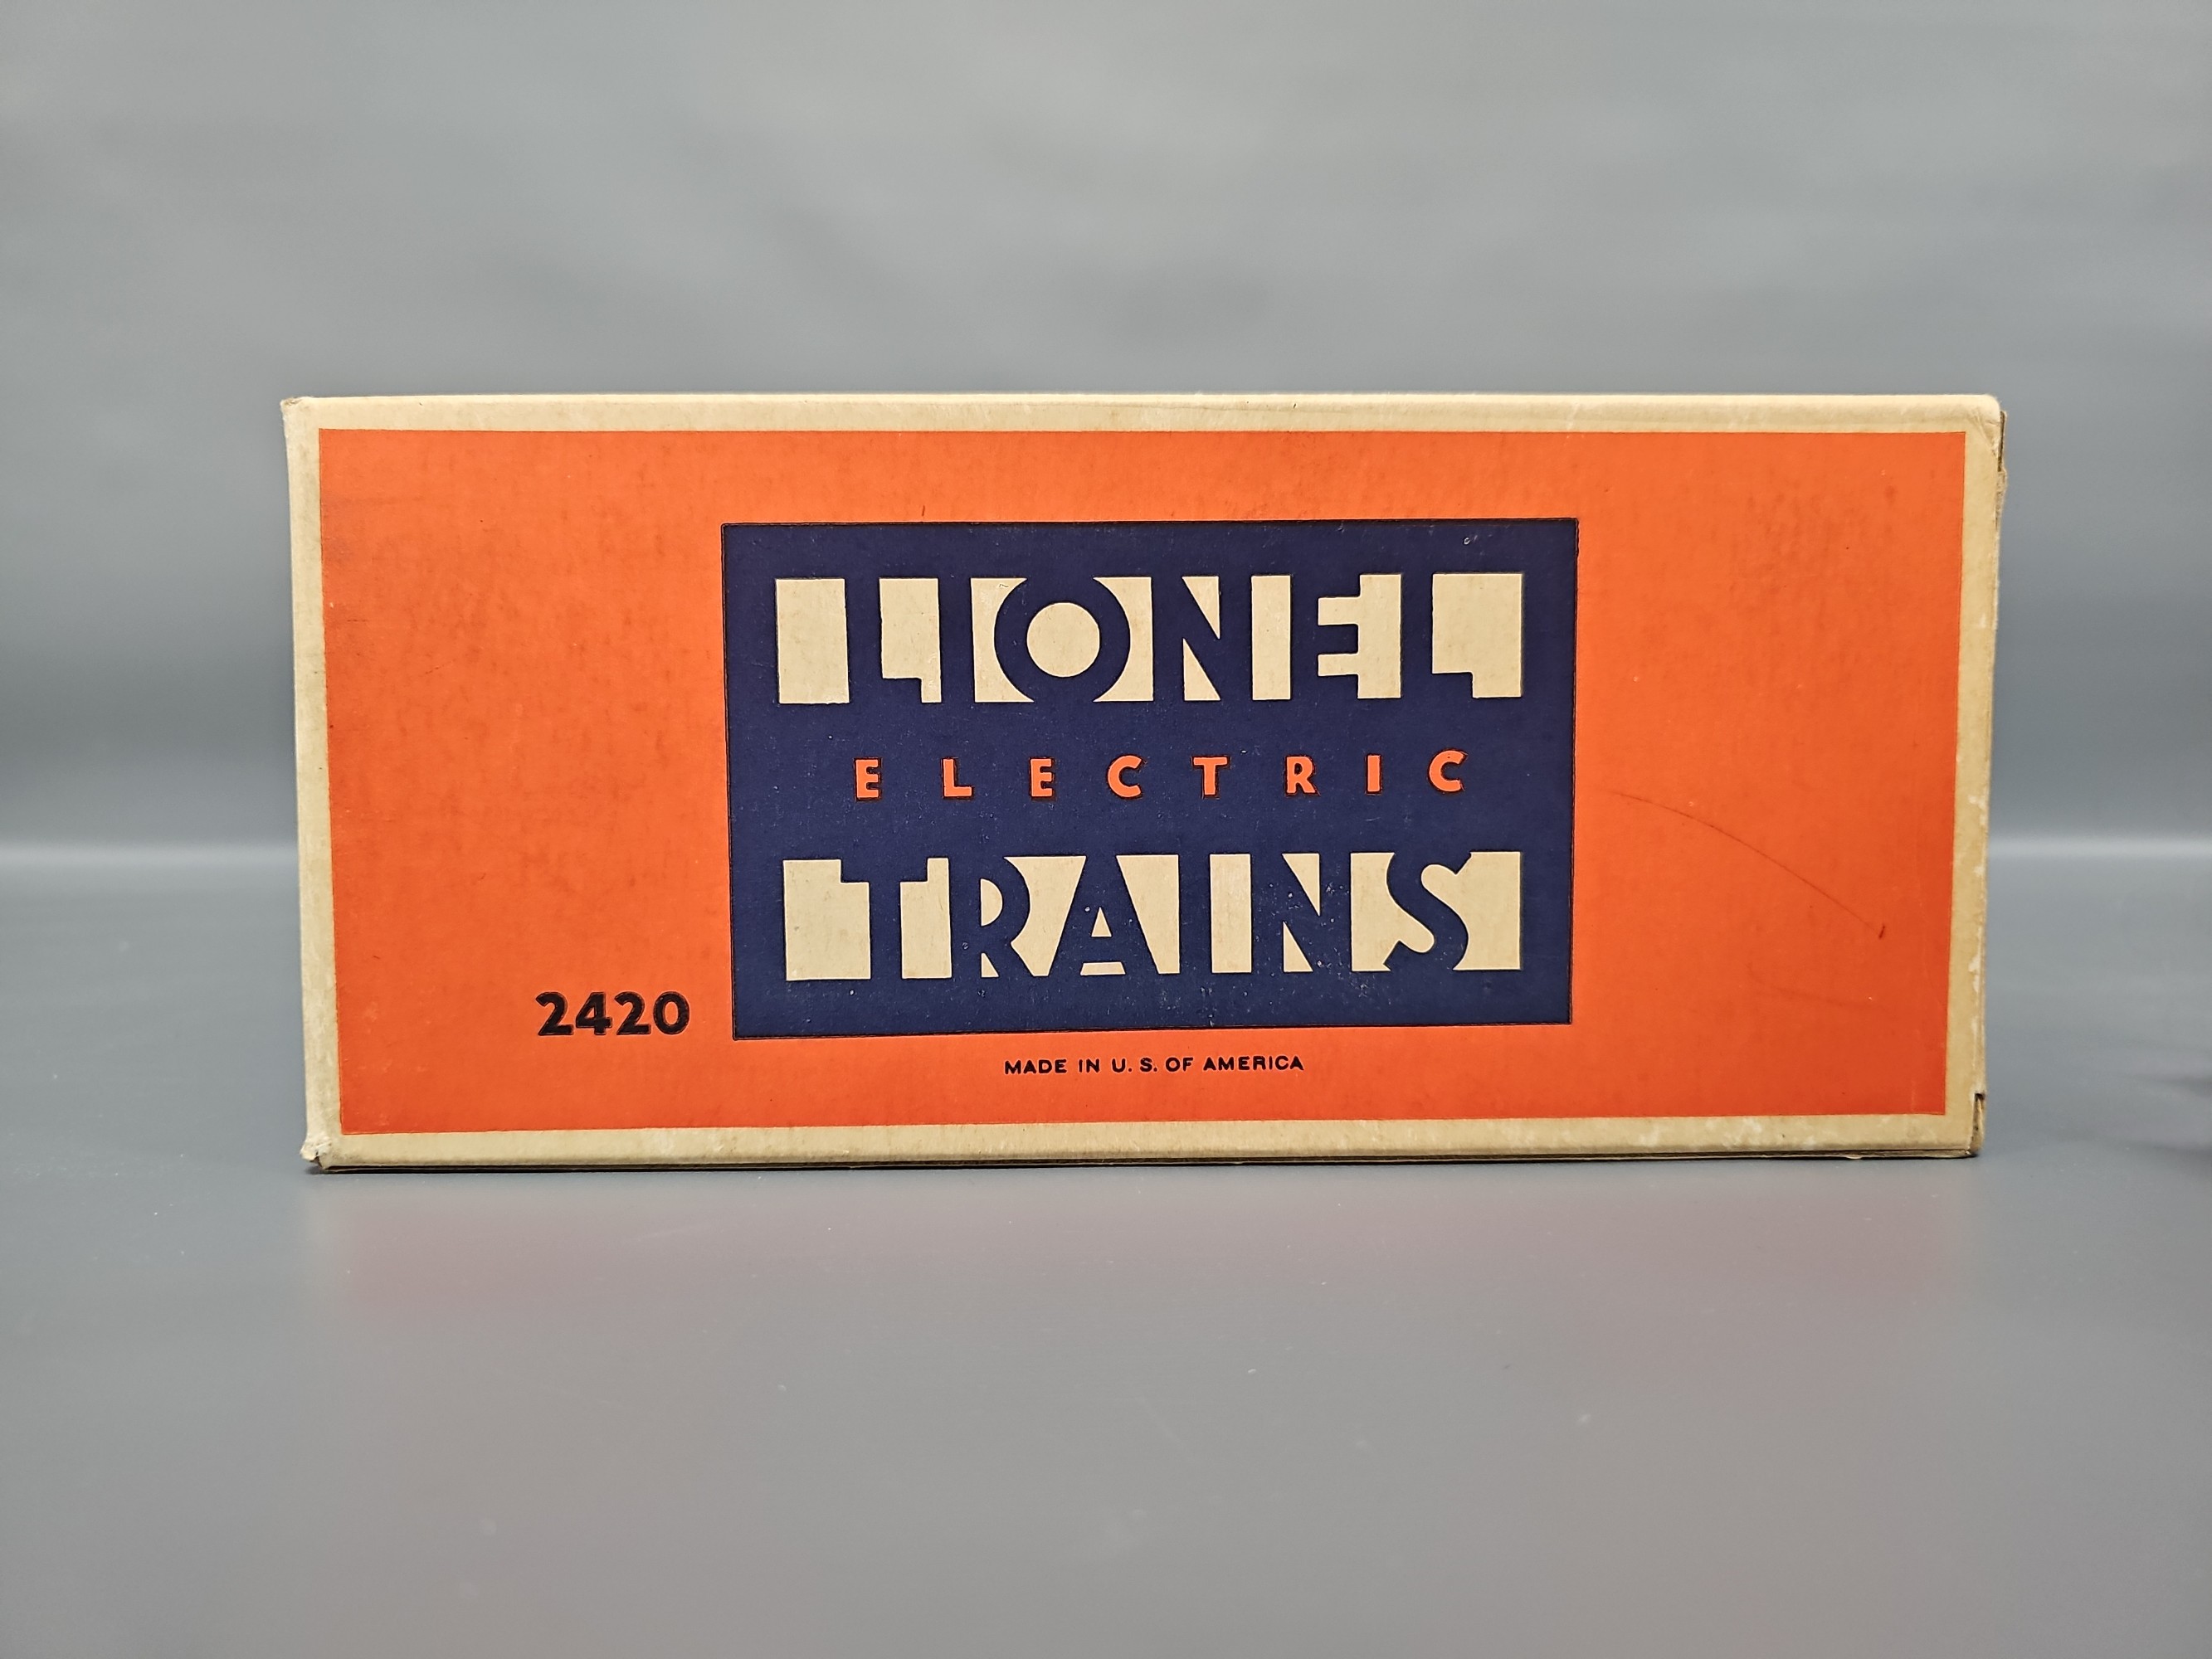 LIONEL
ELECTRIC
TRAINS
2420
MADE IN U. S. OF AMERICA